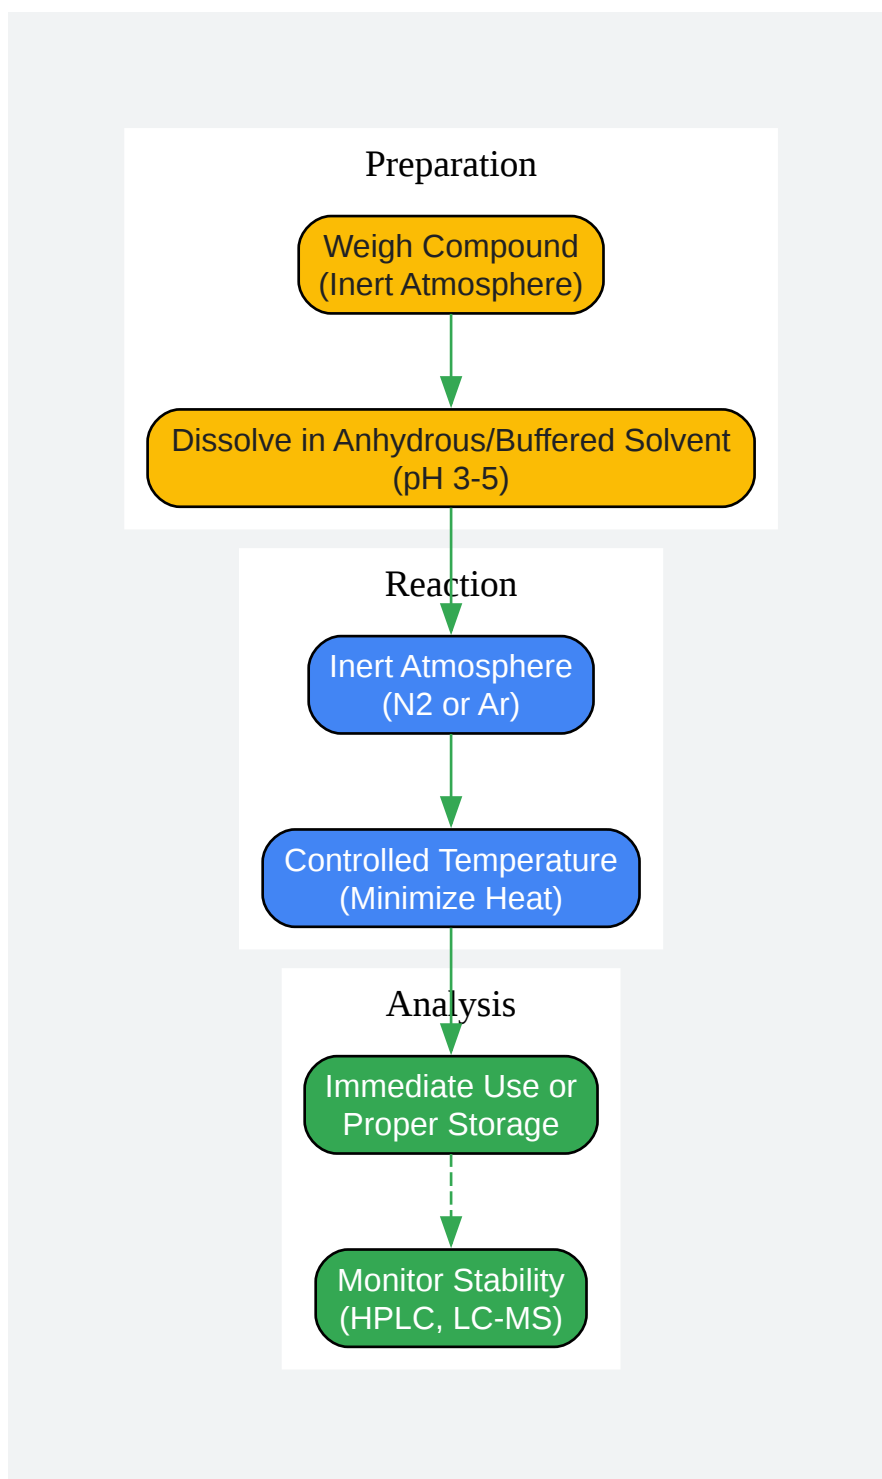 Preparation
Weigh Compound
(Inert Atmosphere)
Dissolve in Anhydrous/Buffered Solvent
(pH 3-5)
Reaction
Inert Atmosphere
(N2 or Ar)
Controlled Temperature
(Minimize Heat)
Analysis
Immediate Use or
Proper Storage
Monitor Stability
(HPLC, LC-MS)